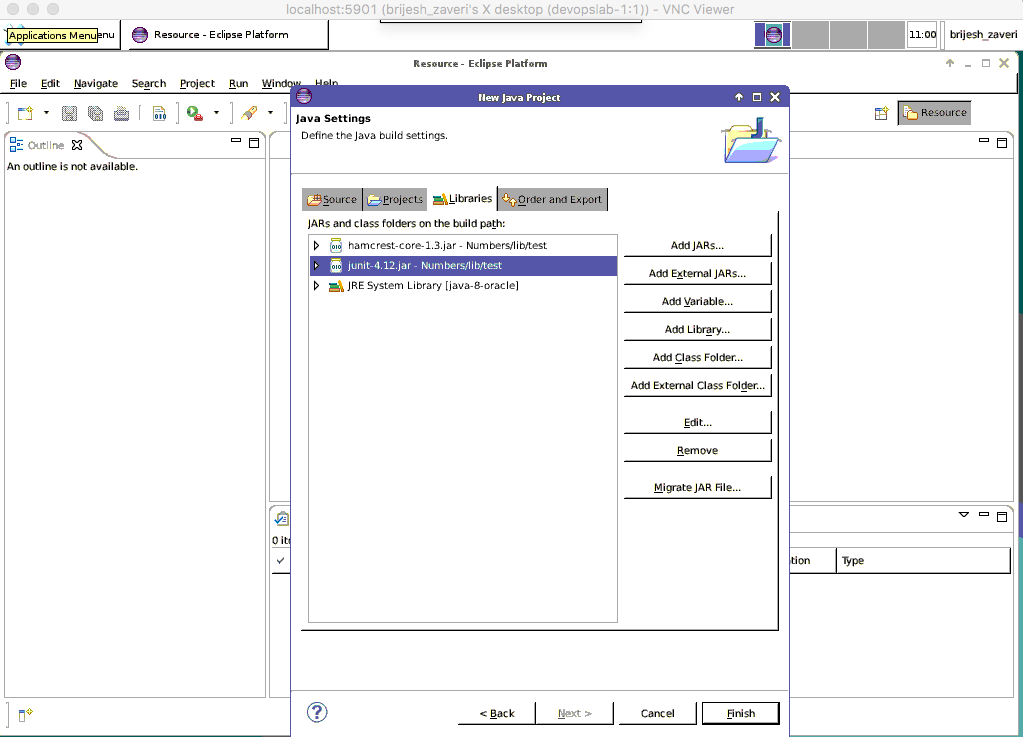 localhost:5901 (brijesh_zaveri's X desktop (devopslab-1:1)) - VNC Viewer
Applications Menu enu
Resource - Eclipse Platform
11:00
brijesh_zaveri
Resource - Eclipse Platform
File Edit Navigate Search Project Run Window Help
New Java Project
Java Settings
Define the Java build settings.
Resource
Outline
An outline is not available.
Source Projects Libraries Order and Export
JARs and class folders on the build path:
hamcrest-core-1.3.jar - Numbers/lib/test
junit-4.12.jar - Numbers/lib/test
JRE System Library [java-8-oracle]
Add JARs...
Add External JARs...
Add Variable...
Add Library...
Add Class Folder...
Add External Class Folder...
Edit...
Remove
Migrate JAR File...
0 ite
tion
Type
?
< Back
Next >
Cancel
Finish